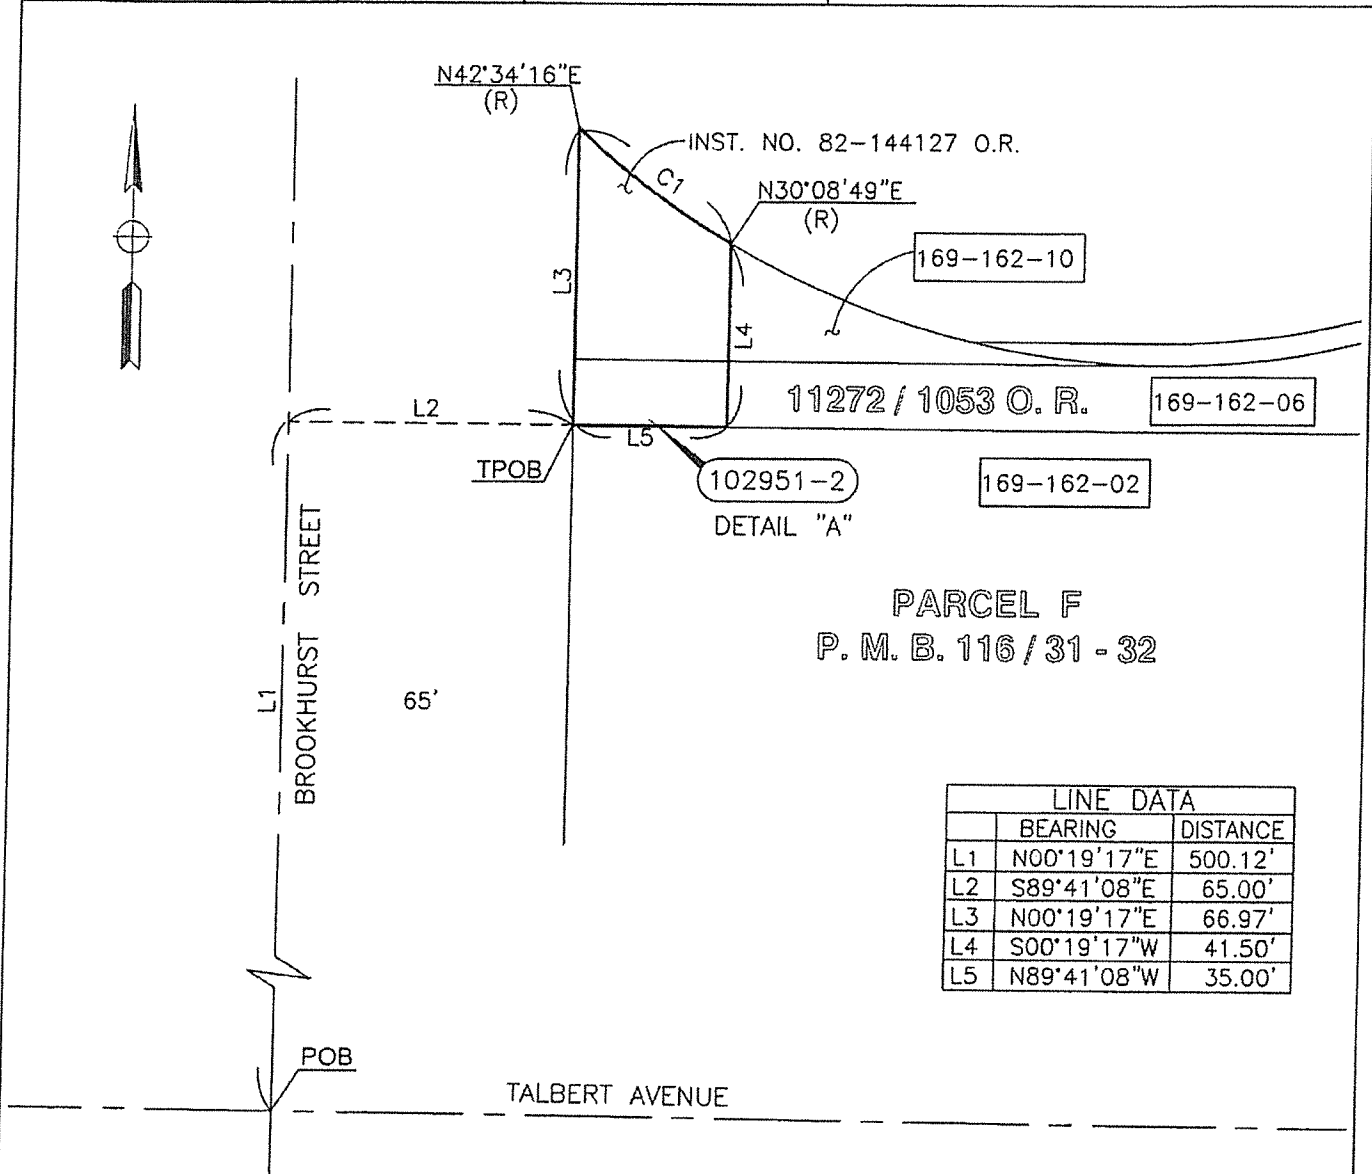 N42°34'16"E
(R)
INST. NO. 82-144127 O.R.
C1
N30°08'49"E
(R)
169-162-10
L3
L4
L2
11272 / 1053 O. R.
169-162-06
L5
TPOB
102951-2
169-162-02
DETAIL "A"
PARCEL F
P. M. B. 116 / 31 - 32
L1
BROOKHURST STREET
65'
LINE DATA
BEARING DISTANCE
L1 N00°19'17"E 500.12'
L2 S89°41'08"E 65.00'
L3 N00°19'17"E 66.97'
L4 S00°19'17"W 41.50'
L5 N89°41'08"W 35.00'
POB
TALBERT AVENUE